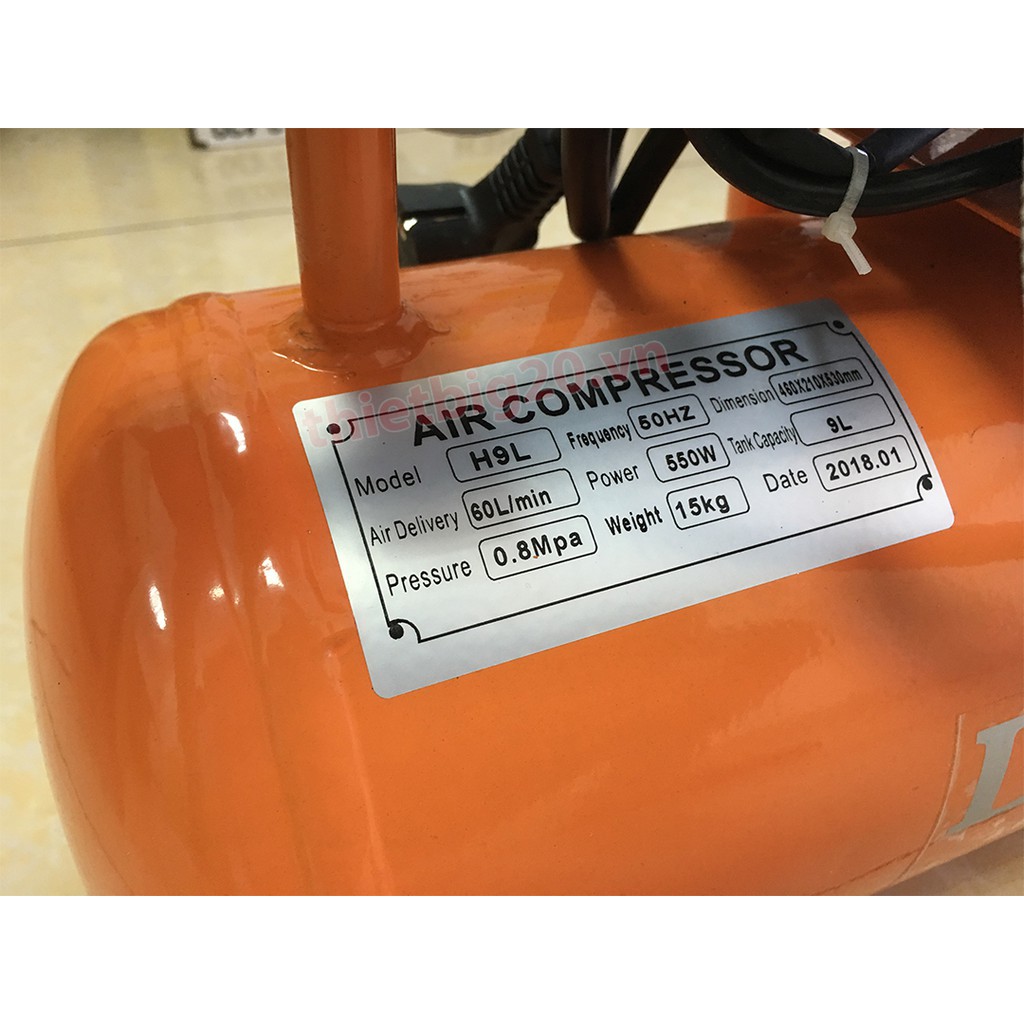 thiethig20.vn
AIR COMPRESSOR
Model H9L Frequency 50HZ Dimension 460X210X530mm
Air Delivery 60L/min Power 550W Tank Capacity 9L
Pressure 0.8Mpa Weight 15kg Date 2018.01